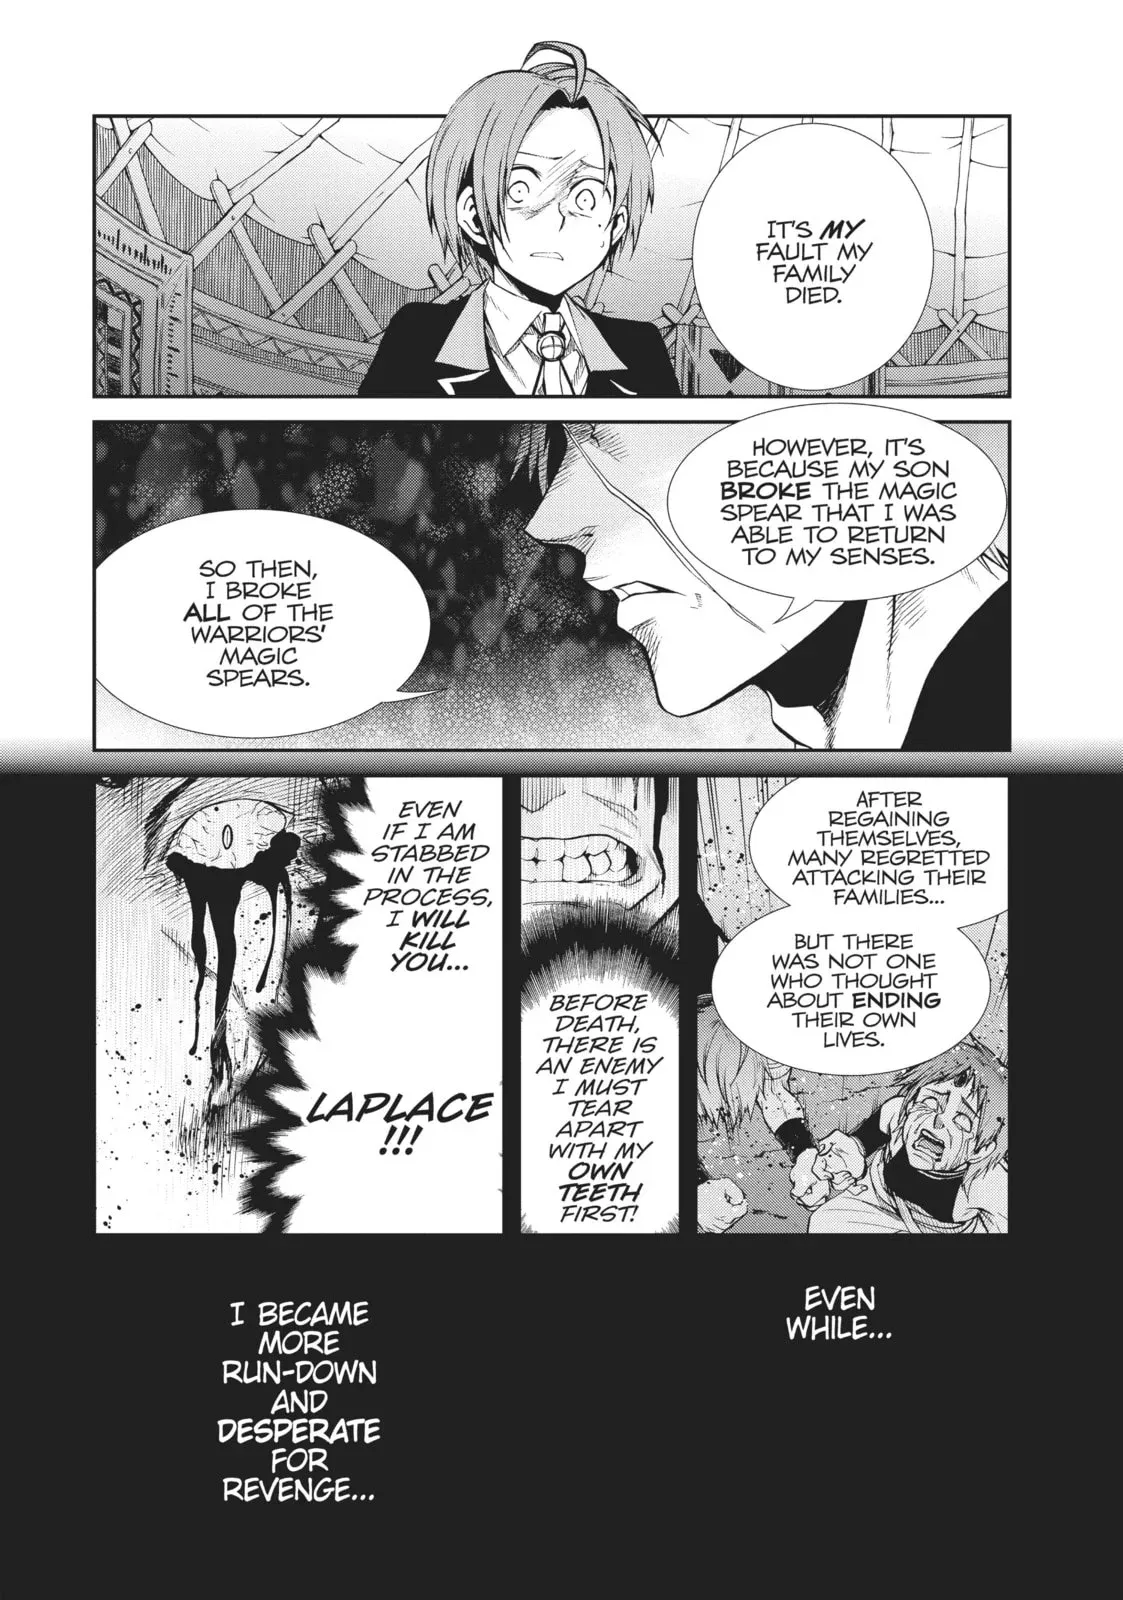 IT'S MY
FAULT MY
FAMILY
DIED.
HOWEVER, IT'S
BECAUSE MY SON
BROKE THE MAGIC
SPEAR THAT I WAS
ABLE TO RETURN
TO MY SENSES.
SO THEN,
I BROKE
ALL OF THE
WARRIORS'
MAGIC
SPEARS.
AFTER
REGAINING
THEMSELVES,
MANY REGRETTED
ATTACKING THEIR
FAMILIES...
BUT THERE
WAS NOT ONE
WHO THOUGHT
ABOUT ENDING
THEIR OWN
LIVES.
BEFORE
DEATH,
THERE IS
AN ENEMY
I MUST
TEAR
APART
WITH MY
OWN
TEETH
FIRST!
EVEN
IF I AM
STABBED
IN THE
PROCESS,
I WILL
KILL
YOU...
LAPLACE
!!!
EVEN
WHILE...
I BECAME
MORE
RUN-DOWN
AND
DESPERATE
FOR
REVENGE...